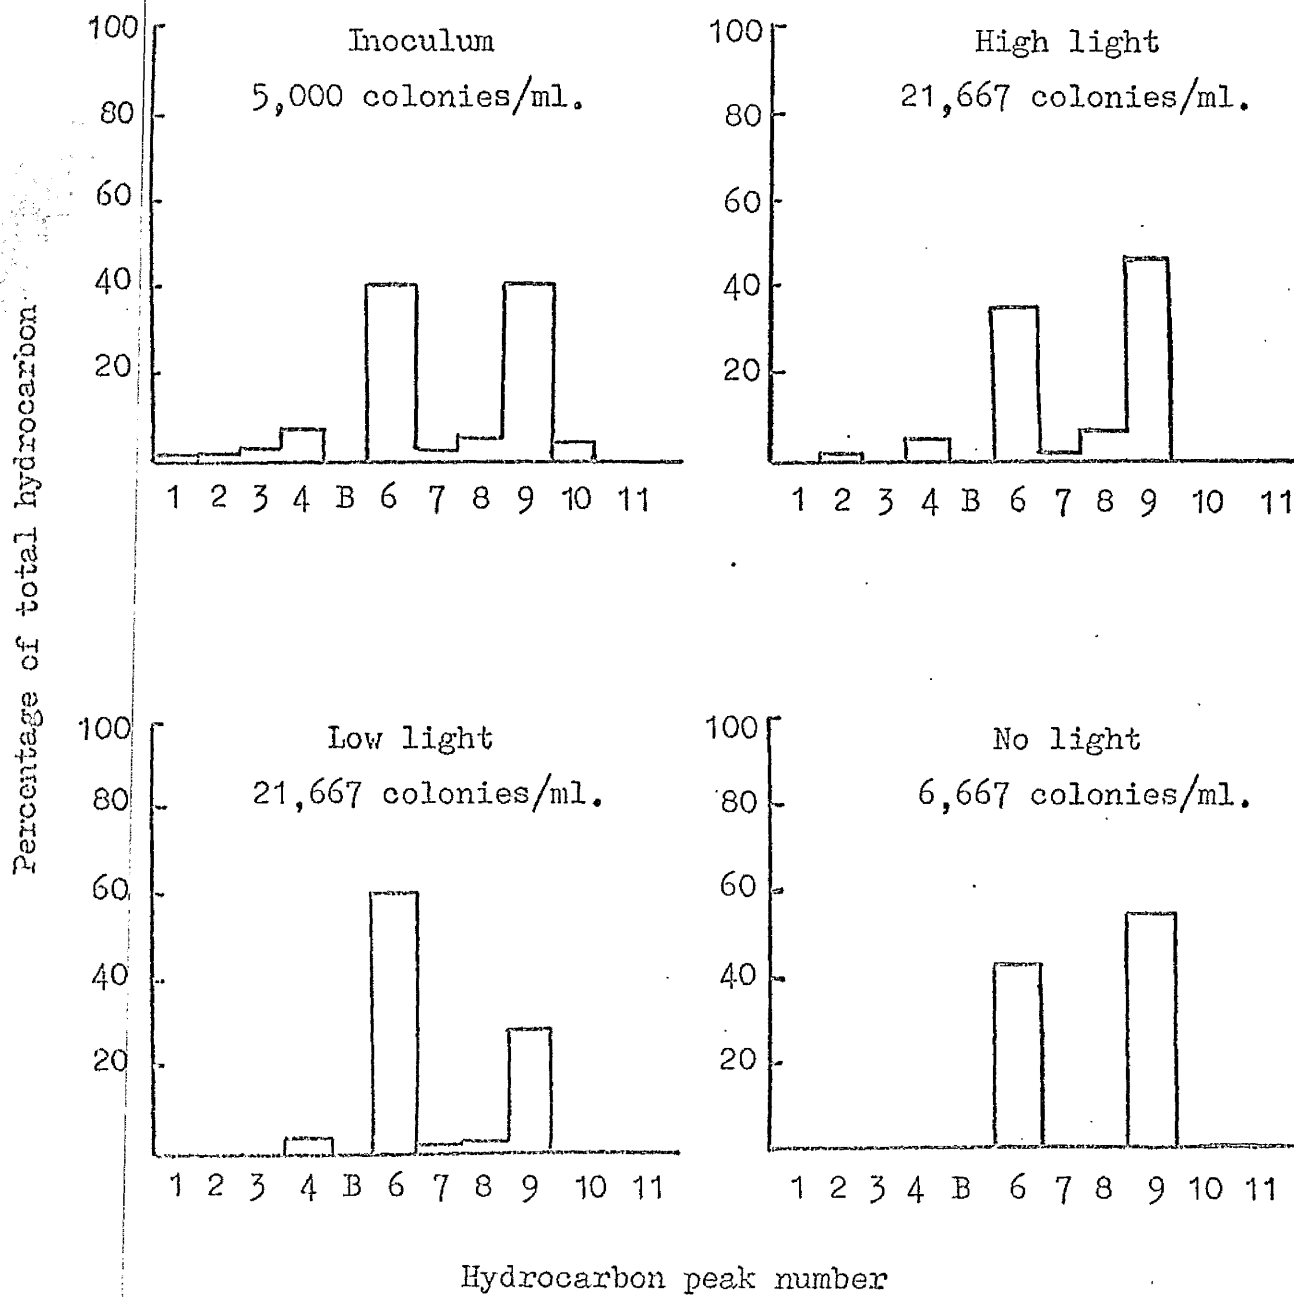 Percentage of total hydrocarbon
Inoculum
5,000 colonies/ml.
100
80
60
40
20
1 2 3 4 B 6 7 8 9 10 11
High light
21,667 colonies/ml.
100
80
60
40
20
1 2 3 4 B 6 7 8 9 10 11
Low light
21,667 colonies/ml.
100
80
60
40
20
1 2 3 4 B 6 7 8 9 10 11
No light
6,667 colonies/ml.
100
80
60
40
20
1 2 3 4 B 6 7 8 9 10 11
Hydrocarbon peak number